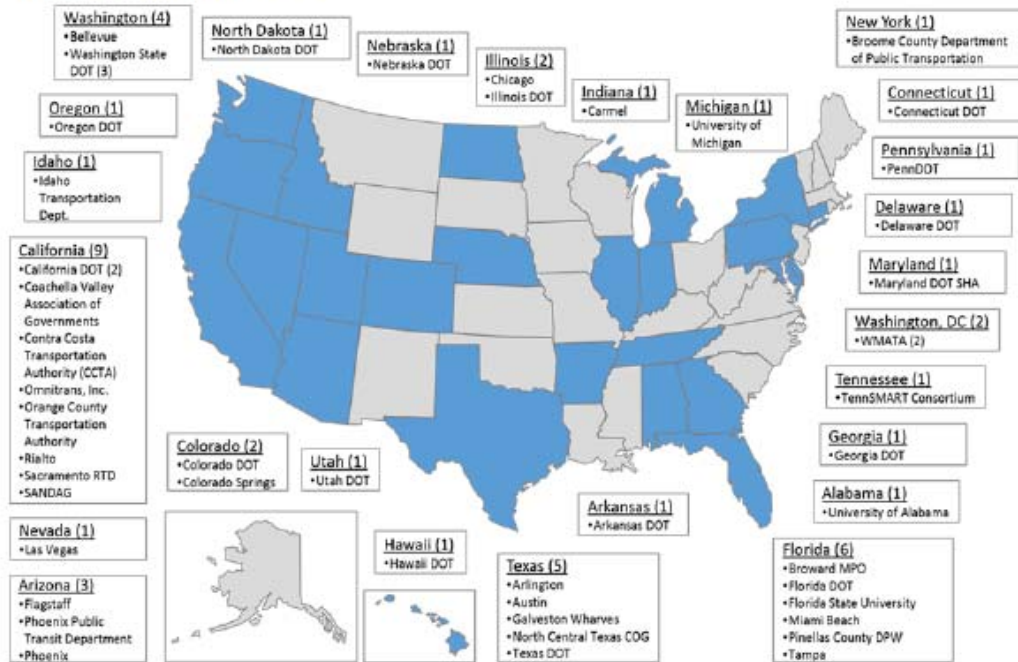 Washington (4)
•Bellevue
•Washington State
DOT (3)
North Dakota (1)
•North Dakota DOT
Nebraska (1)
•Nebraska DOT
Illinois (2)
•Chicago
•Illinois DOT
Indiana (1)
•Carmel
Michigan (1)
•University of
Michigan
New York (1)
•Broome County Department
of Public Transportation
Oregon (1)
•Oregon DOT
Connecticut (1)
•Connecticut DOT
Idaho (1)
•Idaho
Transportation
Dept.
Pennsylvania (1)
•PennDOT
Delaware (1)
•Delaware DOT
California (9)
•California DOT (2)
•Coachella Valley
Association of
Governments
•Contra Costa
Transportation
Authority (CCTA)
•Omnitrans, Inc.
•Orange County
Transportation
Authority
•Rialto
•Sacramento RTD
•SANDAG
Maryland (1)
•Maryland DOT SHA
Washington, DC (2)
•WMATA (2)
Tennessee (1)
•TennSMART Consortium
Georgia (1)
•Georgia DOT
Colorado (2)
•Colorado DOT
•Colorado Springs
Utah (1)
•Utah DOT
Arkansas (1)
•Arkansas DOT
Alabama (1)
•University of Alabama
Nevada (1)
•Las Vegas
Hawaii (1)
•Hawaii DOT
Texas (5)
•Arlington
•Austin
•Galveston Wharves
•North Central Texas COG
•Texas DOT
Florida (6)
•Broward MPO
•Florida DOT
•Florida State University
•Miami Beach
•Pinellas County DPW
•Tampa
Arizona (3)
•Flagstaff
•Phoenix Public
Transit Department
•Phoenix